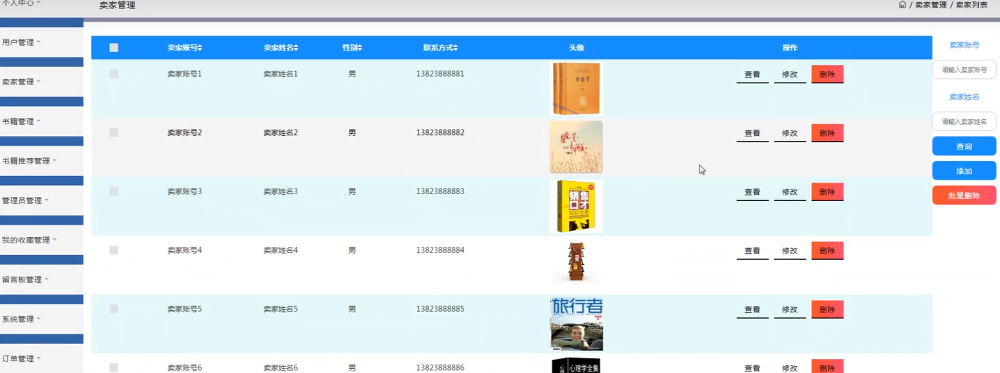 个人中心
卖家管理
/ 卖家管理 / 卖家列表
用户管理
卖家管理
书籍管理
书籍推荐管理
管理员管理
我的收藏管理
留言板管理
系统管理
订单管理
卖家账号 卖家姓名 性别 联系方式 头像 操作
卖家账号1 卖家姓名1 男 13823888881 查看 修改 删除
淮南子
卖家账号2 卖家姓名2 男 13823888882 查看 修改 删除
卖家账号3 卖家姓名3 男 13823888883 查看 修改 删除
销售
口才
知识全集
卖家账号4 卖家姓名4 男 13823888884 查看 修改 删除
卖家账号5 卖家姓名5 男 13823888885 查看 修改 删除
旅行者
卖家账号6 卖家姓名6 男 13823888886 查看 修改 删除
心理学全集
卖家账号
请输入卖家账号
卖家姓名
请输入卖家姓名
查询
添加
批量删除